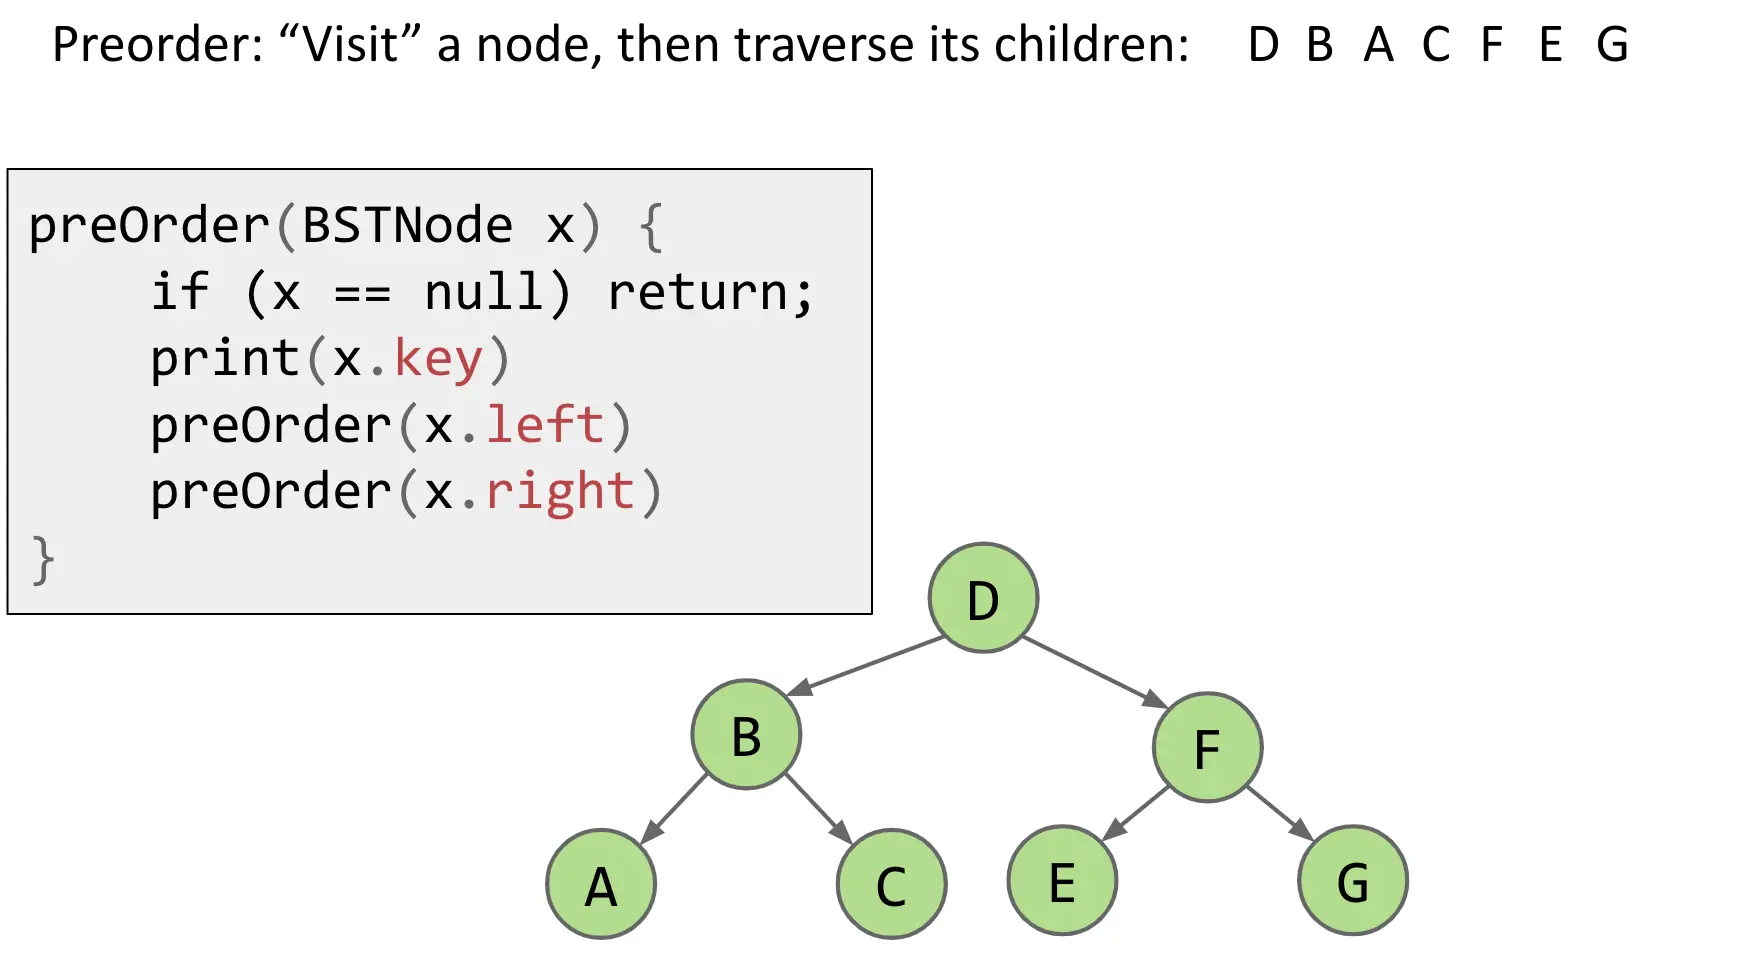 Preorder: “Visit” a node, then traverse its children: D B A C F E G
preOrder(BSTNode x) {
    if (x == null) return;
    print(x.key)
    preOrder(x.left)
    preOrder(x.right)
}
D
B
F
A
C
E
G